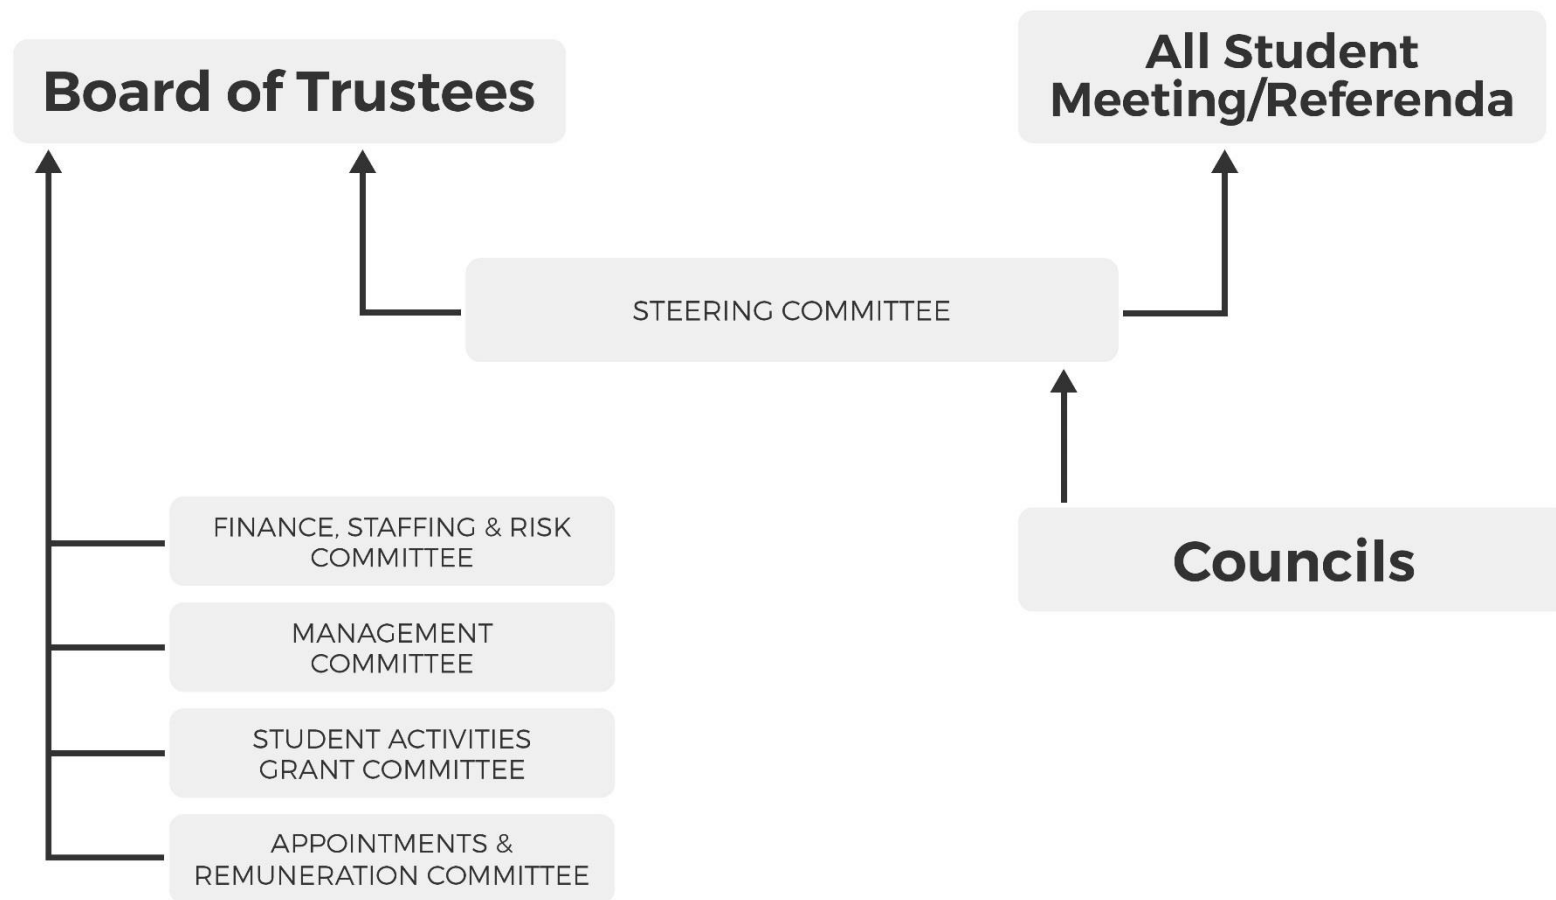 Board of Trustees
All Student
Meeting/Referenda
STEERING COMMITTEE
Councils
FINANCE, STAFFING & RISK
COMMITTEE
MANAGEMENT
COMMITTEE
STUDENT ACTIVITIES
GRANT COMMITTEE
APPOINTMENTS &
REMUNERATION COMMITTEE